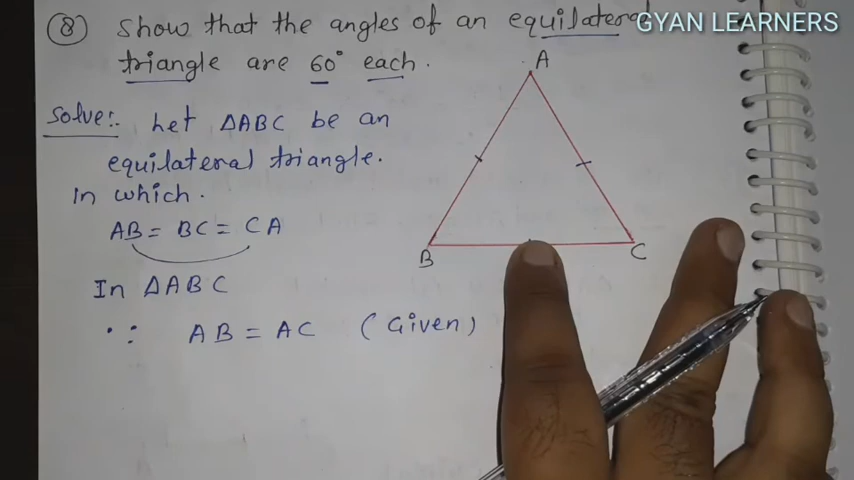 ⑧ Show that the angles of an equilateral
GYAN LEARNERS
triangle are 60° each.
Solve:. Let ΔABC be an
equilateral triangle.
In which.
AB = BC = CA
In ΔABC
∵ AB = AC (Given)
A
B
C